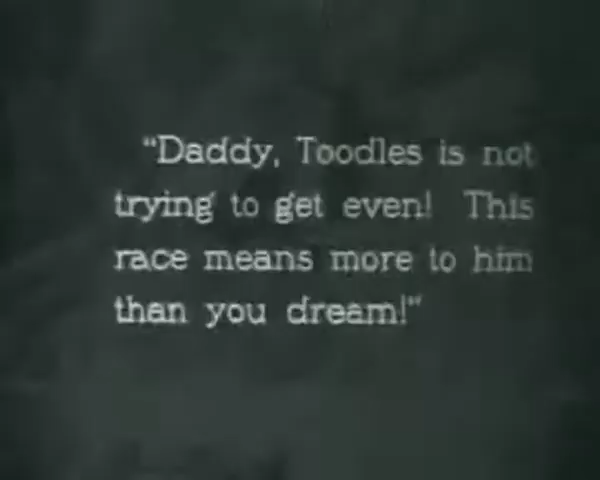 "Daddy, Toodles is not
trying to get even! This
race means more to him
than you dream!"